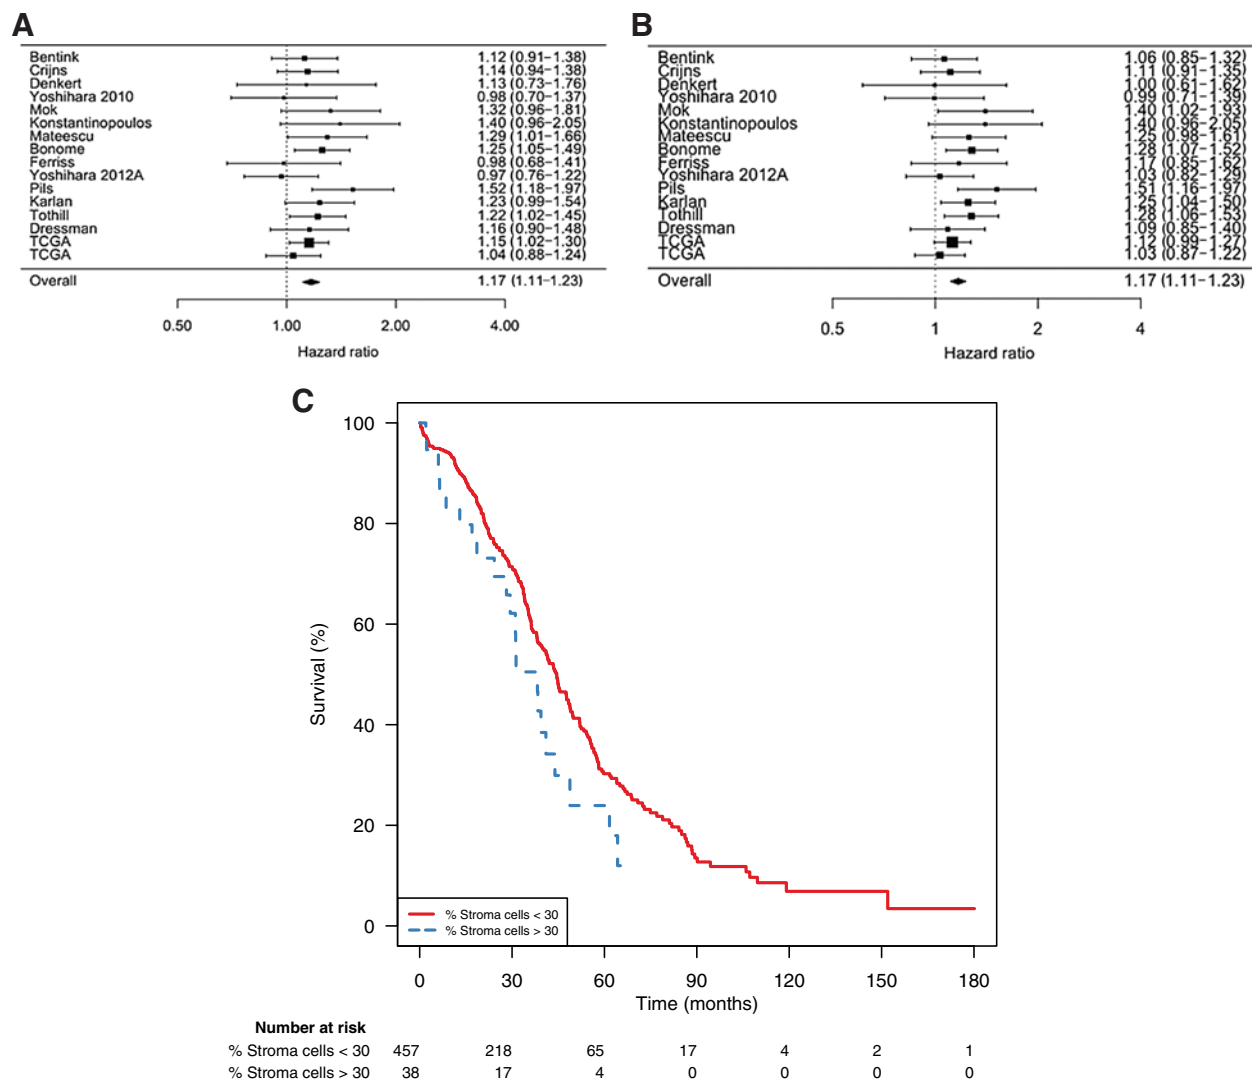 A
Bentink 1.12 (0.91–1.38)
Crijns 1.14 (0.94–1.38)
Denkert 1.13 (0.73–1.76)
Yoshihara 2010 0.98 (0.70–1.37)
Mok 1.32 (0.96–1.81)
Konstantinopoulos 1.40 (0.96–2.05)
Mateescu 1.29 (1.01–1.66)
Bonome 1.25 (1.05–1.49)
Ferriss 0.98 (0.68–1.41)
Yoshihara 2012A 0.97 (0.76–1.22)
Pils 1.52 (1.18–1.97)
Karlan 1.23 (0.99–1.54)
Tothill 1.22 (1.02–1.45)
Dressman 1.16 (0.90–1.48)
TCGA 1.15 (1.02–1.30)
TCGA 1.04 (0.88–1.24)
Overall 1.17 (1.11–1.23)
0.50 1.00 2.00 4.00
Hazard ratio
B
Bentink 1.06 (0.85–1.32)
Crijns 1.11 (0.91–1.35)
Denkert 1.00 (0.61–1.62)
Yoshihara 2010 0.99 (0.71–1.39)
Mok 1.40 (1.02–1.93)
Konstantinopoulos 1.40 (0.96–2.05)
Mateescu 1.25 (0.98–1.61)
Bonome 1.28 (1.07–1.52)
Ferriss 1.17 (0.85–1.62)
Yoshihara 2012A 1.03 (0.82–1.29)
Pils 1.51 (1.16–1.97)
Karlan 1.25 (1.04–1.50)
Tothill 1.28 (1.06–1.53)
Dressman 1.09 (0.85–1.40)
TCGA 1.12 (0.99–1.27)
TCGA 1.03 (0.87–1.22)
Overall 1.17 (1.11–1.23)
0.5 1 2 4
Hazard ratio
C
100
80
60
40
20
0
Survival (%)
% Stroma cells < 30
% Stroma cells > 30
0 30 60 90 120 150 180
Time (months)
Number at risk
% Stroma cells < 30 457 218 65 17 4 2 1
% Stroma cells > 30 38 17 4 0 0 0 0